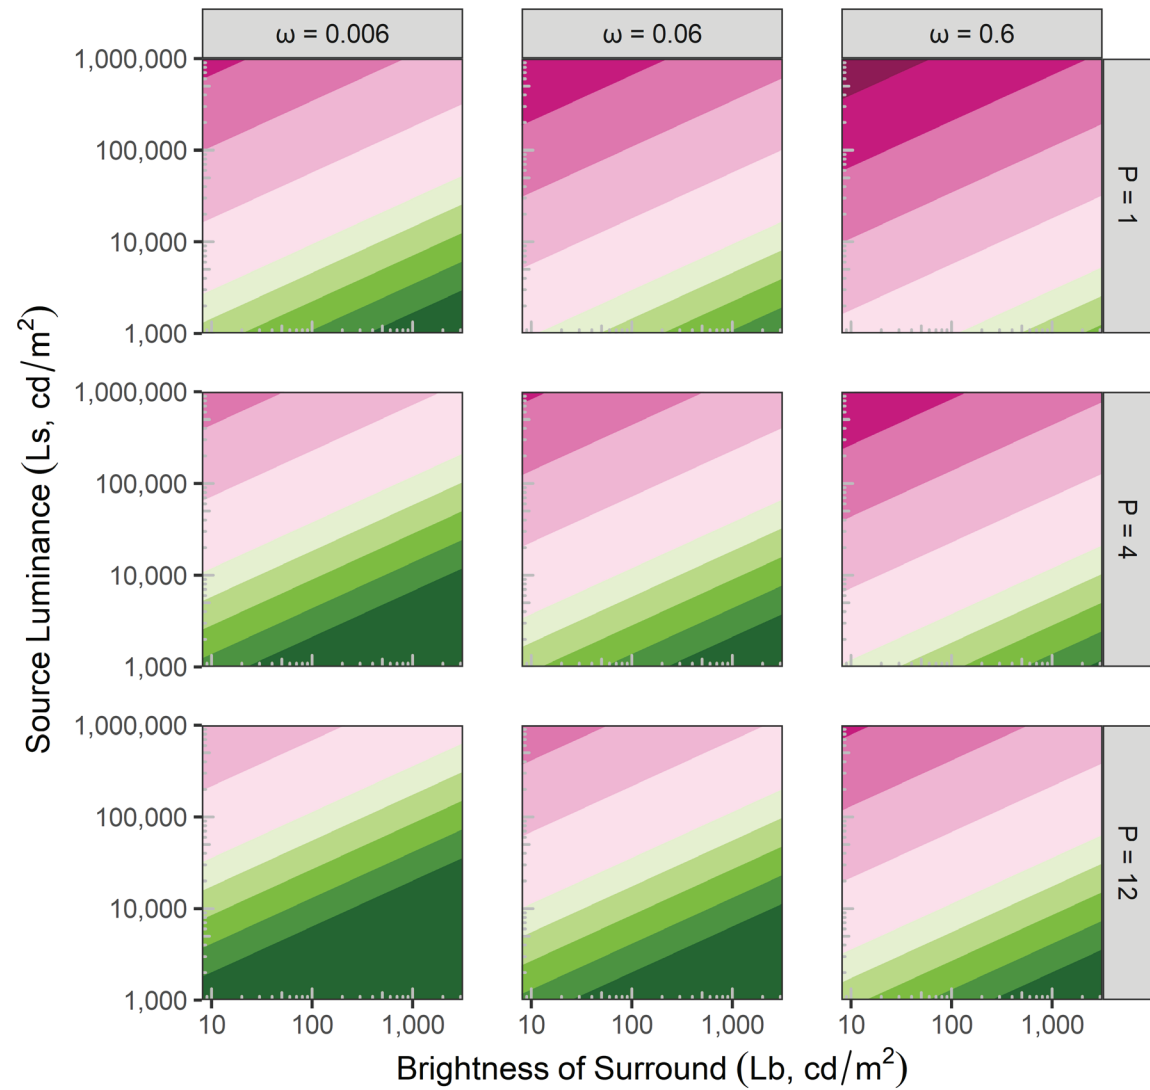 ω = 0.006
ω = 0.06
ω = 0.6
1,000,000
100,000
10,000
1,000
P = 1
1,000,000
100,000
10,000
1,000
P = 4
1,000,000
100,000
10,000
1,000
P = 12
10 100 1,000
10 100 1,000
10 100 1,000
Source Luminance (Ls, cd/m²)
Brightness of Surround (Lb, cd/m²)